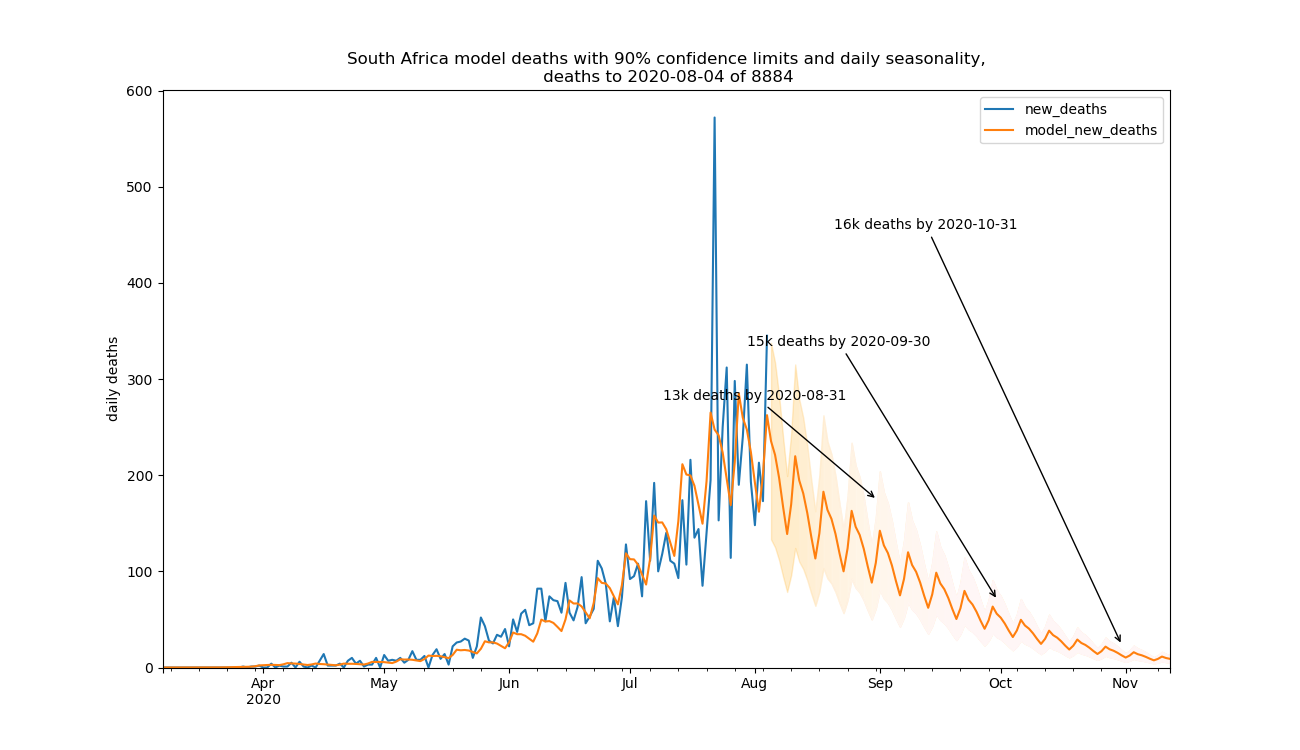 South Africa model deaths with 90% confidence limits and daily seasonality,
deaths to 2020-08-04 of 8884
new_deaths
model_new_deaths
daily deaths
600
500
400
300
200
100
0
16k deaths by 2020-10-31
15k deaths by 2020-09-30
13k deaths by 2020-08-31
Apr
2020
May
Jun
Jul
Aug
Sep
Oct
Nov